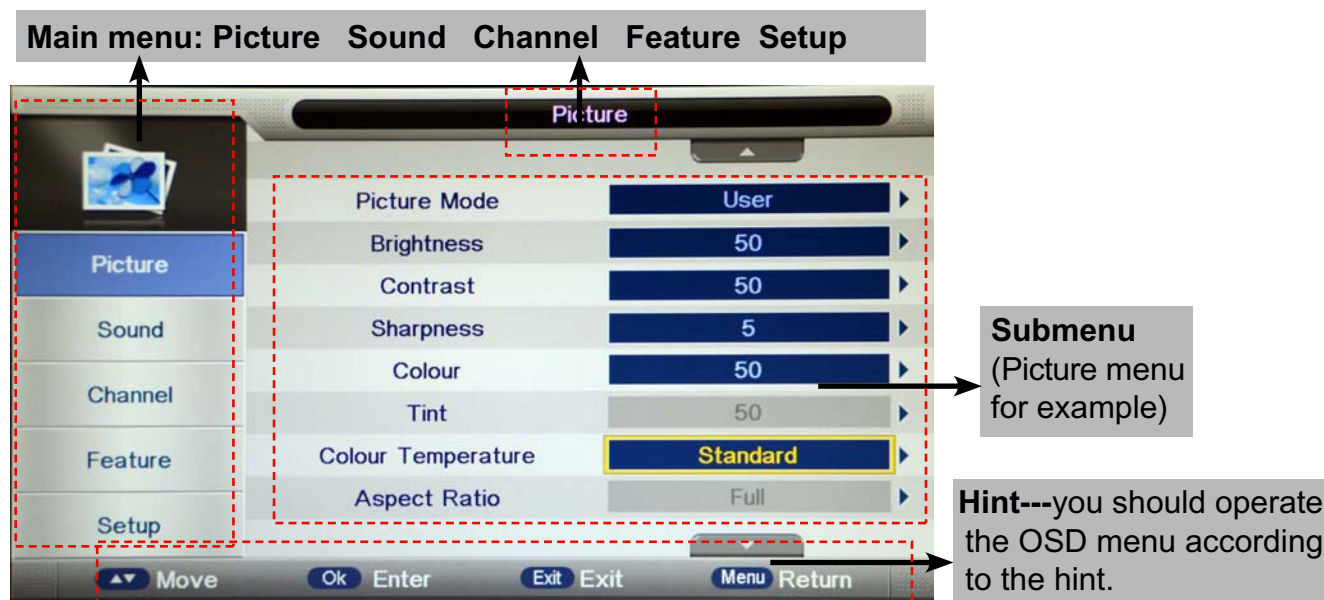 Main menu: Picture Sound Channel Feature Setup
Picture
Picture Mode User
Brightness 50
Picture
Contrast 50
Sound
Sharpness 5
Colour 50
Channel
Tint 50
Feature
Colour Temperature Standard
Aspect Ratio Full
Setup
Move Ok Enter Exit Exit Menu Return
Submenu
(Picture menu
for example)
Hint---you should operate
the OSD menu according
to the hint.